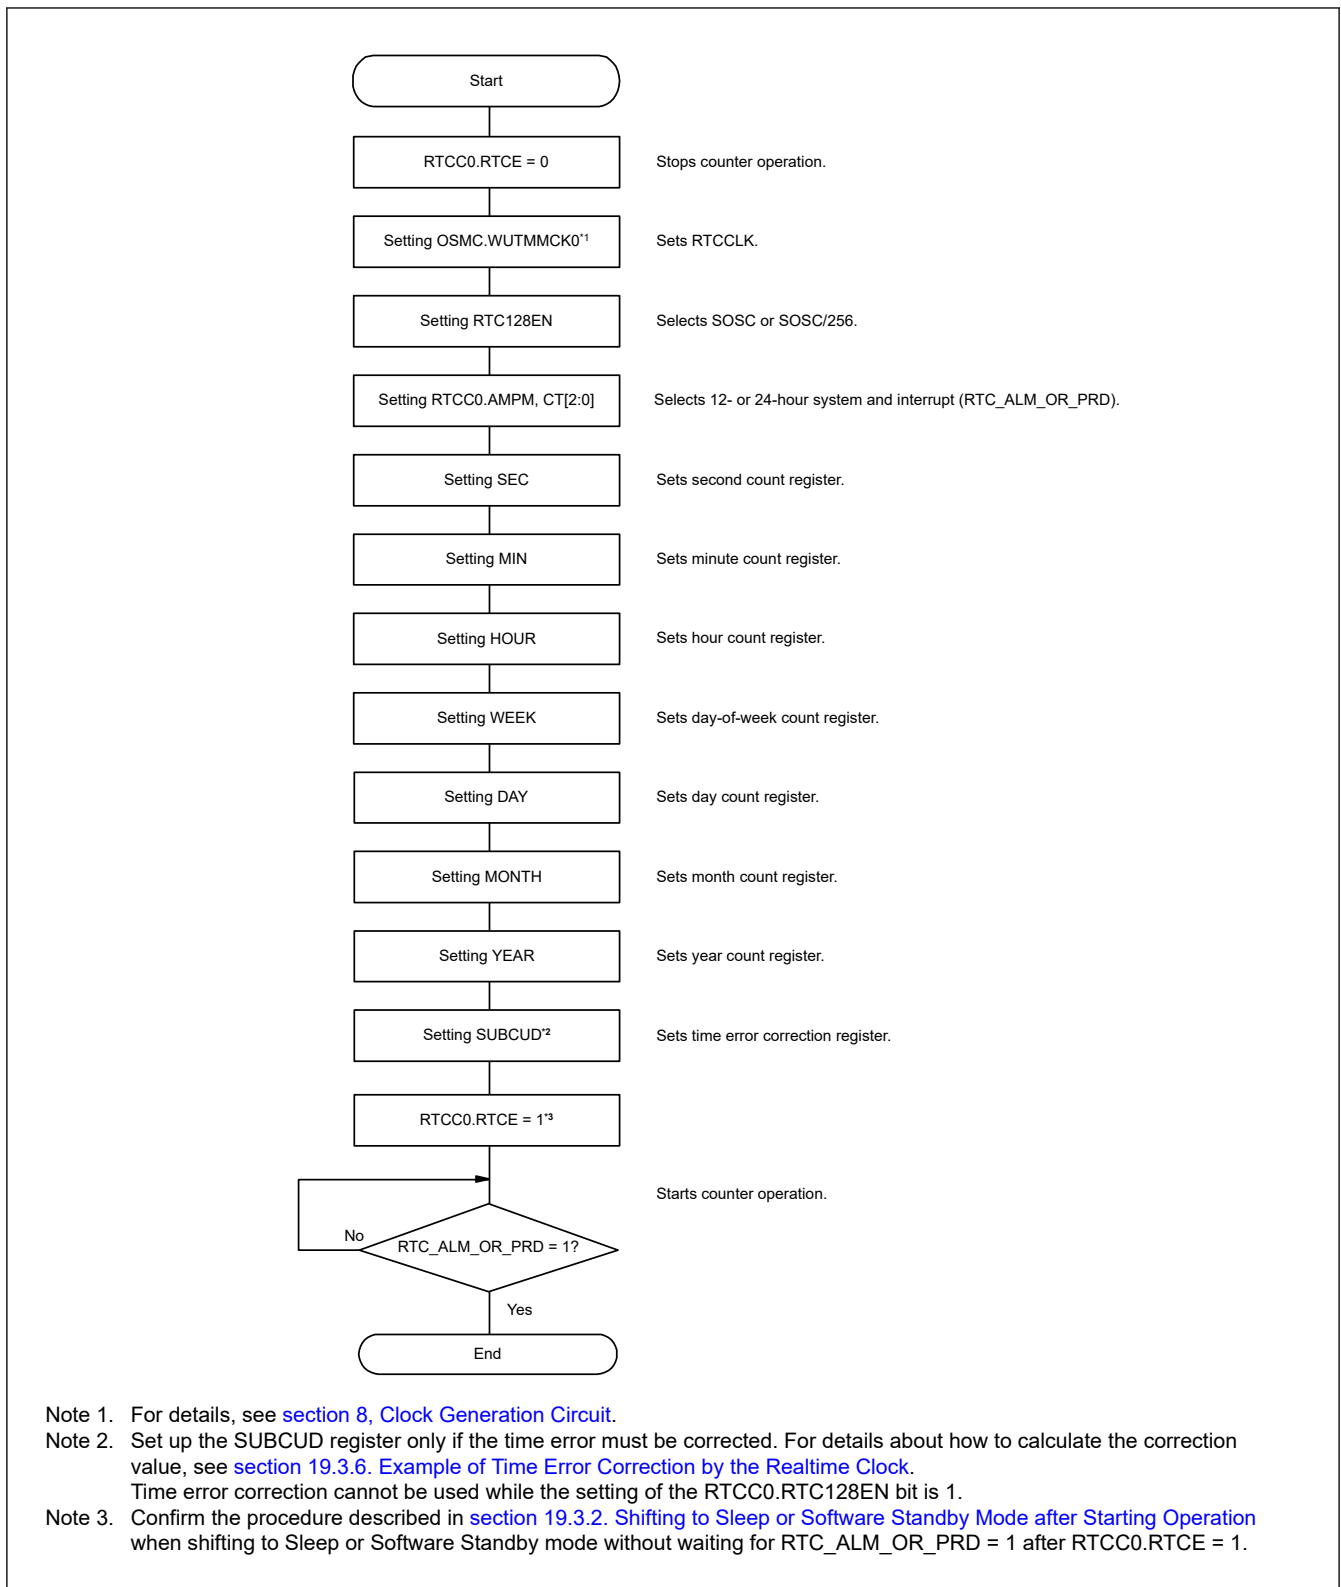 Start
RTCC0.RTCE = 0
Stops counter operation.
Setting OSMC.WUTMMCK0*1
Sets RTCCLK.
Setting RTC128EN
Selects SOSC or SOSC/256.
Setting RTCC0.AMPM, CT[2:0]
Selects 12- or 24-hour system and interrupt (RTC_ALM_OR_PRD).
Setting SEC
Sets second count register.
Setting MIN
Sets minute count register.
Setting HOUR
Sets hour count register.
Setting WEEK
Sets day-of-week count register.
Setting DAY
Sets day count register.
Setting MONTH
Sets month count register.
Setting YEAR
Sets year count register.
Setting SUBCUD*2
Sets time error correction register.
RTCC0.RTCE = 1*3
Starts counter operation.
No
RTC_ALM_OR_PRD = 1?
Yes
End
Note 1. For details, see section 8, Clock Generation Circuit.
Note 2. Set up the SUBCUD register only if the time error must be corrected. For details about how to calculate the correction
value, see section 19.3.6. Example of Time Error Correction by the Realtime Clock.
Time error correction cannot be used while the setting of the RTCC0.RTC128EN bit is 1.
Note 3. Confirm the procedure described in section 19.3.2. Shifting to Sleep or Software Standby Mode after Starting Operation
when shifting to Sleep or Software Standby mode without waiting for RTC_ALM_OR_PRD = 1 after RTCC0.RTCE = 1.